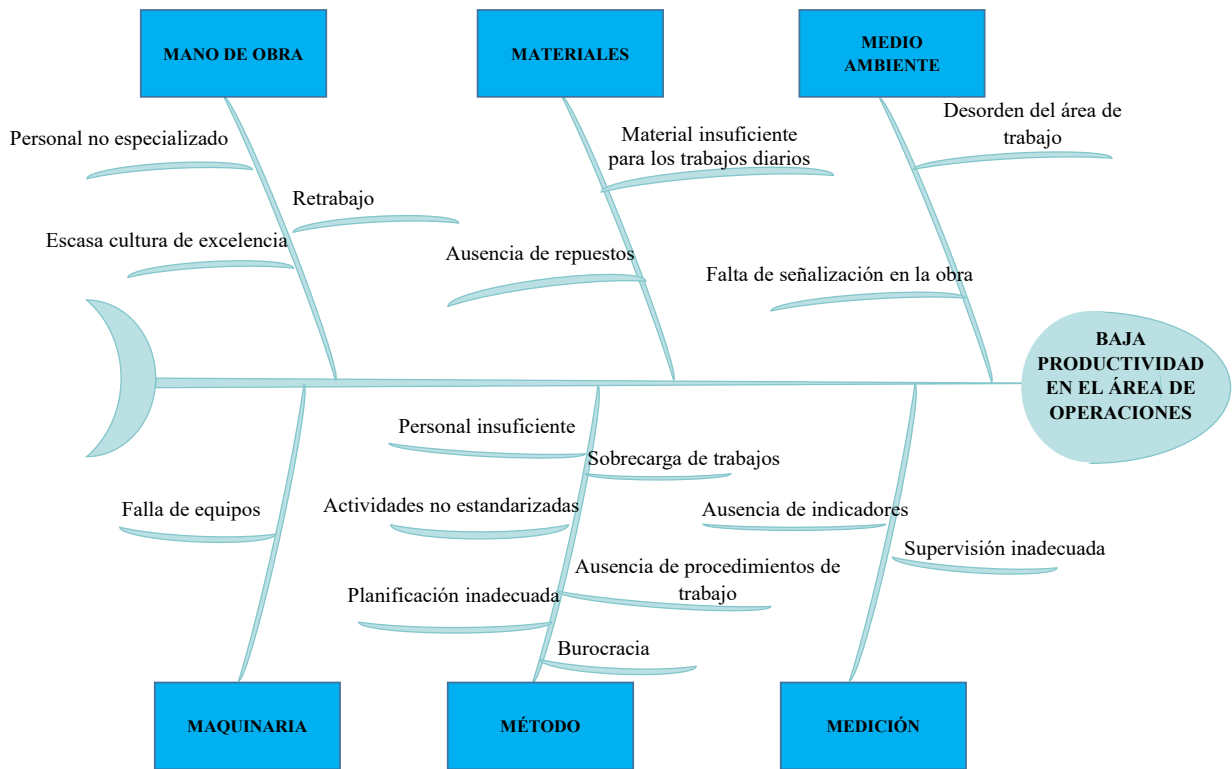 MANO DE OBRA
MATERIALES
MEDIO
AMBIENTE
Personal no especializado
Retrabajo
Escasa cultura de excelencia
Material insuficiente
para los trabajos diarios
Ausencia de repuestos
Desorden del área de
trabajo
Falta de señalización en la obra
BAJA
PRODUCTIVIDAD
EN EL ÁREA DE
OPERACIONES
Falla de equipos
Personal insuficiente
Sobrecarga de trabajos
Actividades no estandarizadas
Ausencia de procedimientos de
trabajo
Planificación inadecuada
Burocracia
Ausencia de indicadores
Supervisión inadecuada
MAQUINARIA
MÉTODO
MEDICIÓN